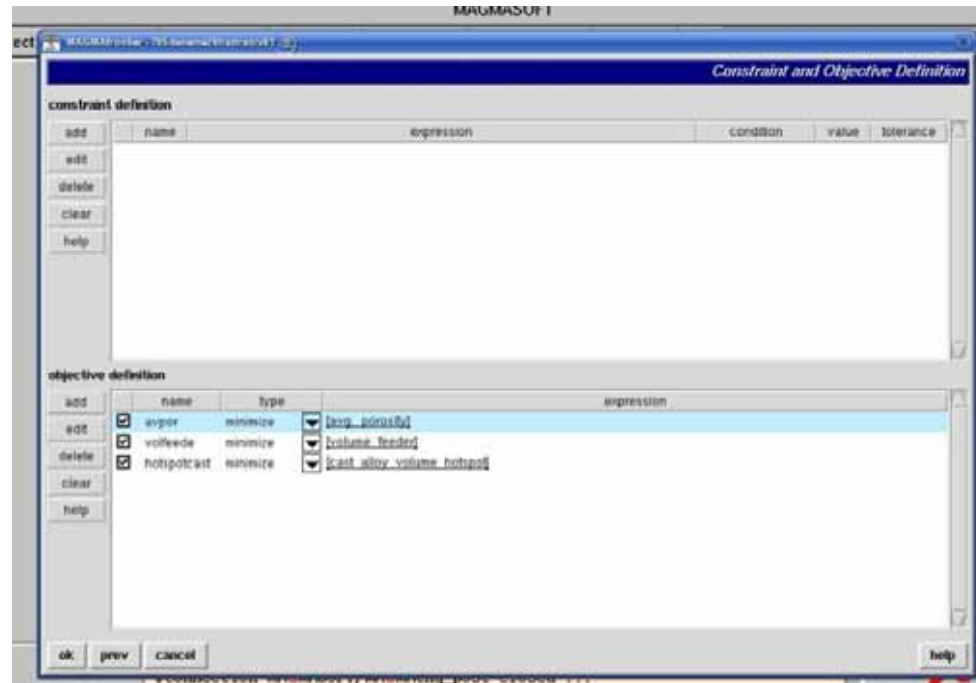 MAGMASOFT
ect
Constraint and Objective Definition
constraint definition
add
name expression condition value tolerance
edit
delete
clear
help
objective definition
add
name type expression
edit
avpor minimize [avg_porosity]
volfeede minimize [volume_feeder]
delete
hotspotcast minimize [cast_alloy_volume_hotspot]
clear
help
ok prev cancel help